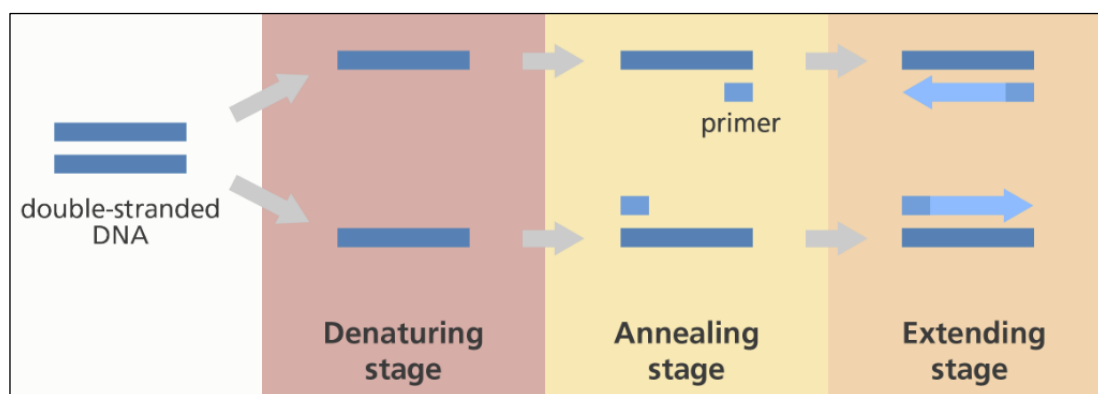 double-stranded
DNA
primer
Denaturing
stage
Annealing
stage
Extending
stage